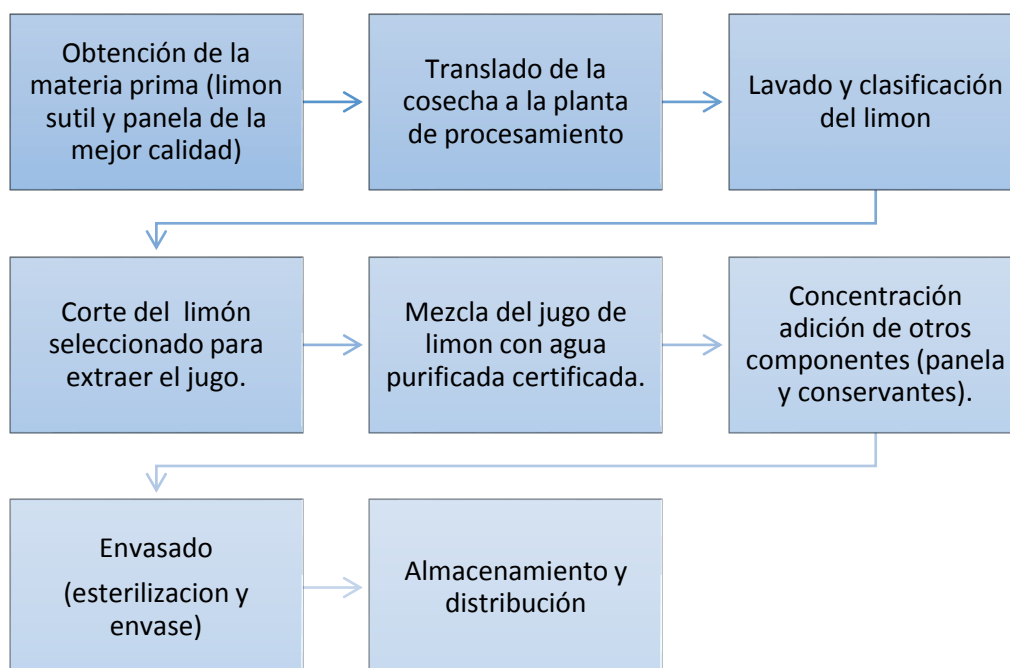 Obtención de la
materia prima (limon
sutil y panela de la
mejor calidad)
Translado de la
cosecha a la planta
de procesamiento
Lavado y clasificación
del limon
Corte del  limón
seleccionado para
extraer el jugo.
Mezcla del jugo de
limon con agua
purificada certificada.
Concentración
adición de otros
componentes (panela
y conservantes).
Envasado
(esterilizacion y
envase)
Almacenamiento y
distribución